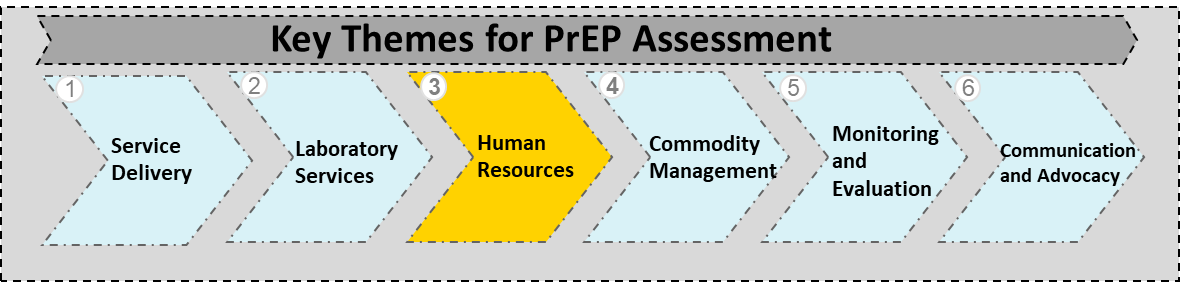 Key Themes for PrEP Assessment
1
Service
Delivery
2
Laboratory
Services
3
Human
Resources
4
Commodity
Management
5
Monitoring
and
Evaluation
6
Communication
and Advocacy